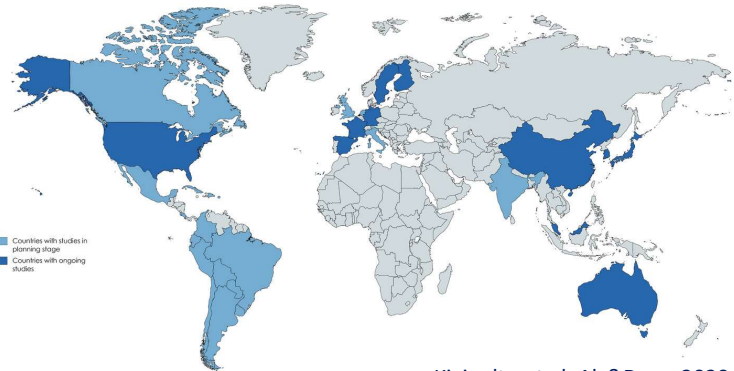 Countries with studies in
planning stage
Countries with ongoing
studies